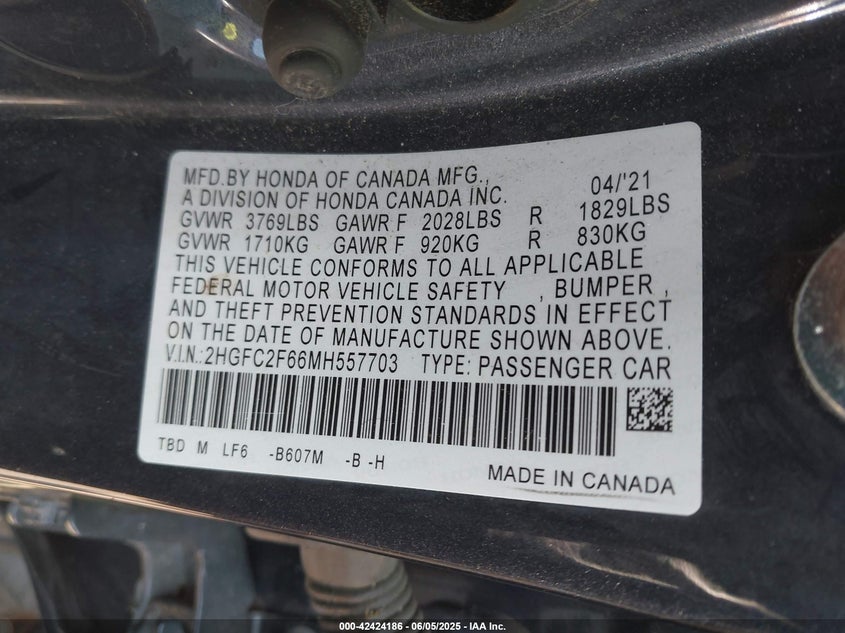 MFD.BY HONDA OF CANADA MFG., 04/'21
A DIVISION OF HONDA CANADA INC.
GVWR 3769LBS GAWR F 2028LBS R 1829LBS
GVWR 1710KG GAWR F 920KG R 830KG
THIS VEHICLE CONFORMS TO ALL APPLICABLE
FEDERAL MOTOR VEHICLE SAFETY , BUMPER ,
AND THEFT PREVENTION STANDARDS IN EFFECT
ON THE DATE OF MANUFACTURE SHOWN ABOVE.
V.I.N.:2HGFC2F66MH557703 TYPE: PASSENGER CAR
TBD M LF6 -B607M -B -H
MADE IN CANADA
000-42424186 - 06/05/2025 - IAA Inc.